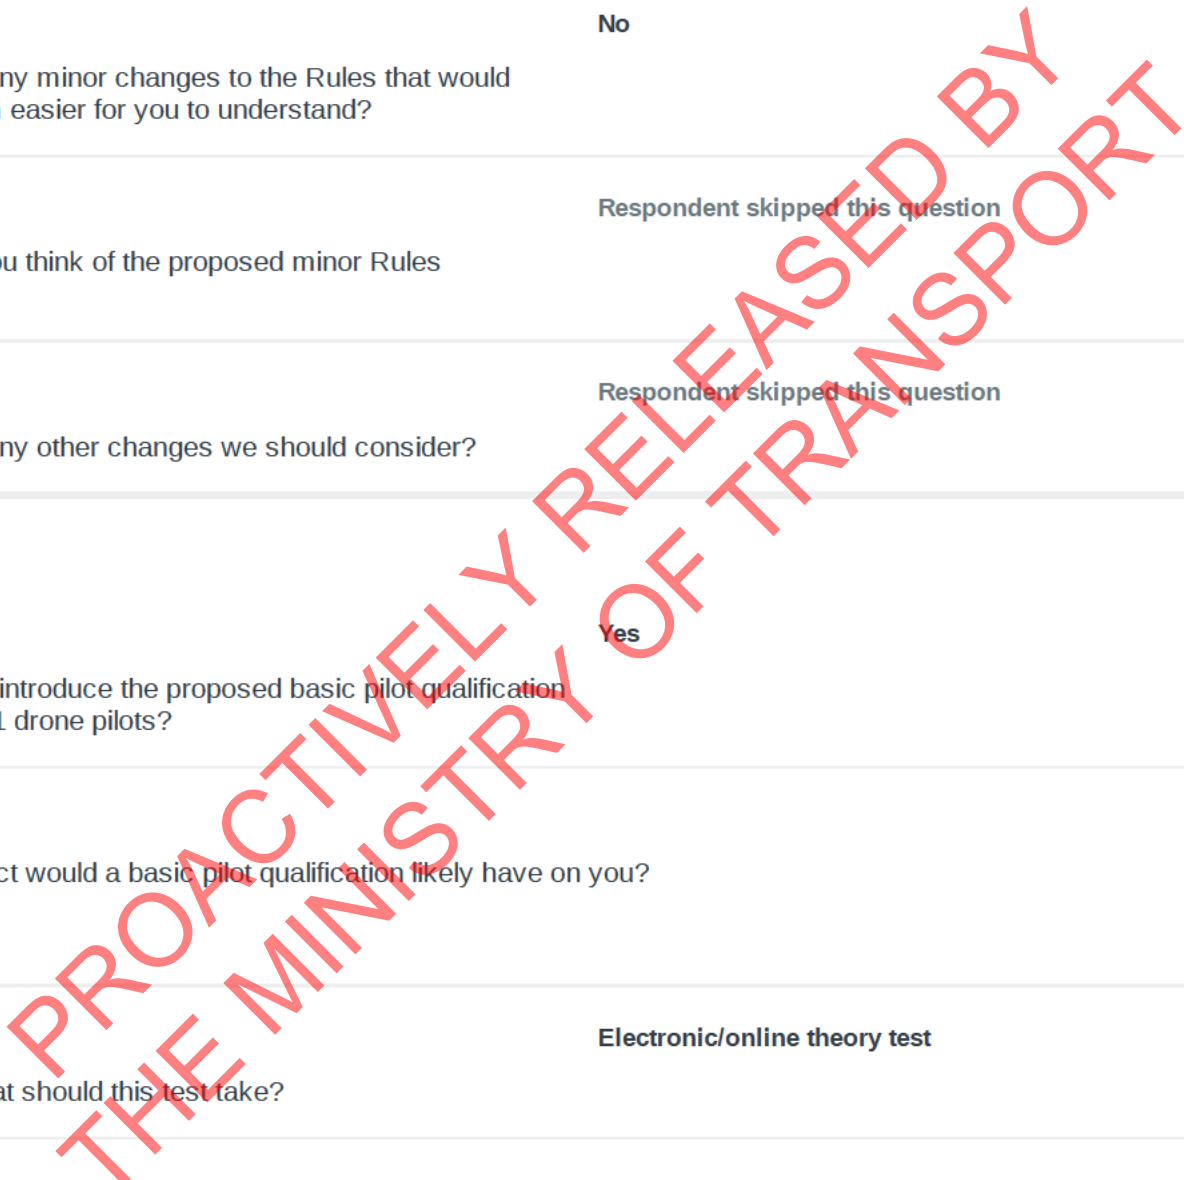 No
ny minor changes to the Rules that would
easier for you to understand?
Respondent skipped this question
ou think of the proposed minor Rules
Respondent skipped this question
ny other changes we should consider?
Yes
introduce the proposed basic pilot qualification
1 drone pilots?
ct would a basic pilot qualification likely have on you?
Electronic/online theory test
at should this test take?
PROACTIVELY RELEASED BY
THE MINISTRY OF TRANSPORT